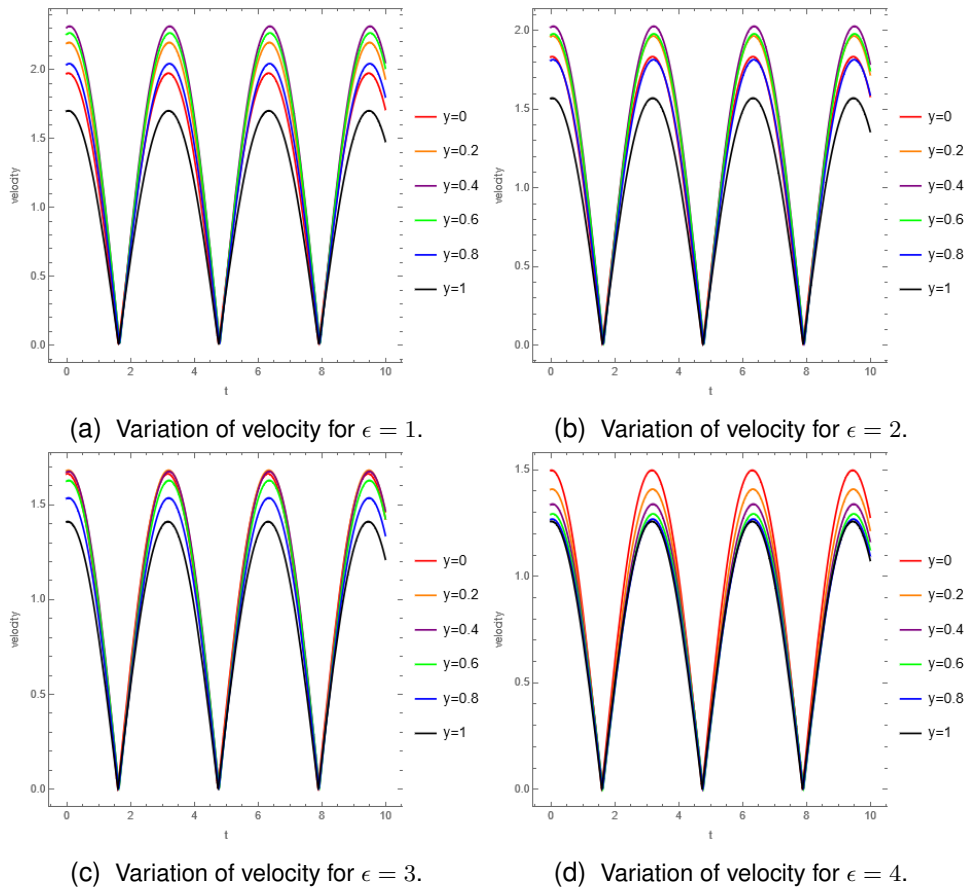 2.0
1.5
1.0
0.5
0.0
velocity
0 2 4 6 8 10
t
y=0
y=0.2
y=0.4
y=0.6
y=0.8
y=1
(a) Variation of velocity for ϵ = 1.
2.0
1.5
1.0
0.5
0.0
velocity
0 2 4 6 8 10
t
y=0
y=0.2
y=0.4
y=0.6
y=0.8
y=1
(b) Variation of velocity for ϵ = 2.
1.5
1.0
0.5
0.0
velocity
0 2 4 6 8 10
t
y=0
y=0.2
y=0.4
y=0.6
y=0.8
y=1
(c) Variation of velocity for ϵ = 3.
1.5
1.0
0.5
0.0
velocity
0 2 4 6 8 10
t
y=0
y=0.2
y=0.4
y=0.6
y=0.8
y=1
(d) Variation of velocity for ϵ = 4.